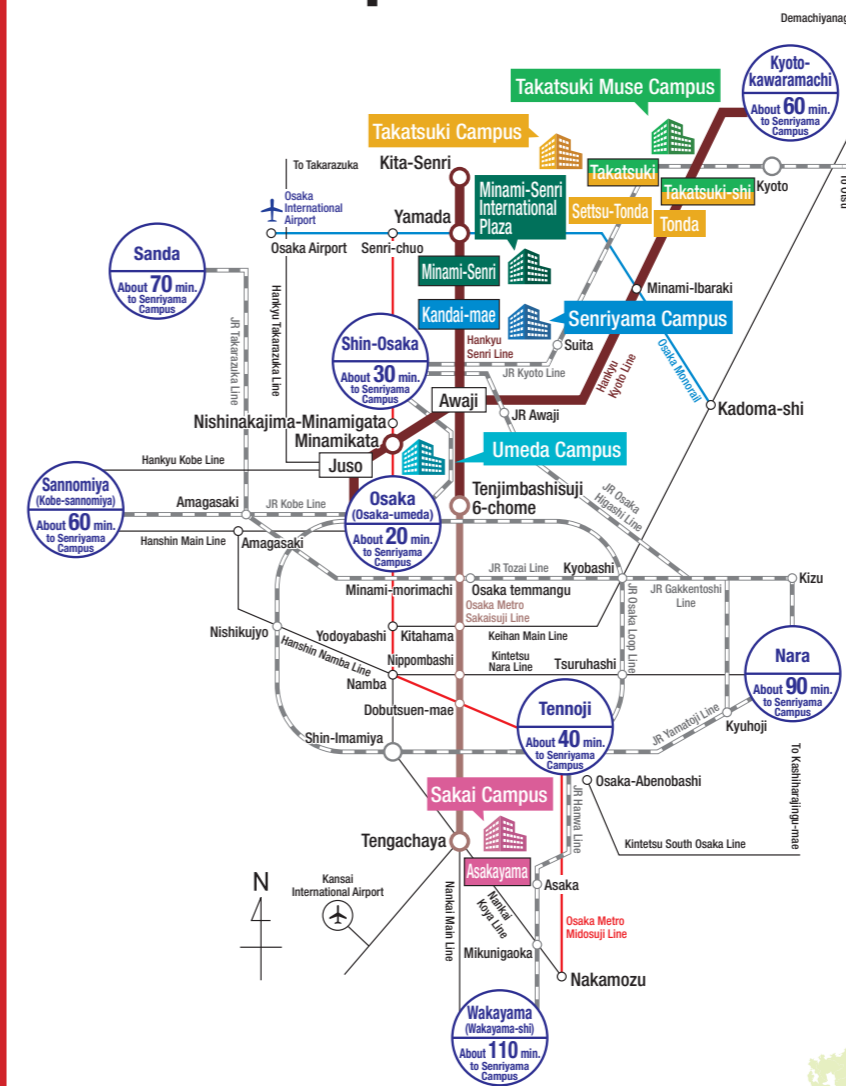 Demachiyanag
Kyoto-
kawaramachi
About 60 min.
to Senriyama
Campus
Takatsuki Muse Campus
Takatsuki Campus
To Takarazuka
Kita-Senri
Takatsuki
Kyoto
Takatsuki-shi
Osaka
International
Airport
Minami-Senri
International
Plaza
Settsu-Tonda
Tonda
Yamada
Osaka Airport
Senri-chuo
Sanda
About 70 min.
to Senriyama
Campus
Minami-Senri
Minami-Ibaraki
Kandai-mae
Senriyama Campus
Hankyu Takarazuka Line
JR Takarazuka Line
Shin-Osaka
About 30 min.
to Senriyama
Campus
Hankyu
Senri Line
Suita
JR Kyoto Line
Hankyu
Kyoto Line
Osaka Monorail
Awaji
JR Awaji
Kadoma-shi
Nishinakajima-Minamigata
Minamikata
Umeda Campus
Juso
Hankyu Kobe Line
Sannomiya
(Kobe-sannomiya)
About 60 min.
to Senriyama
Campus
Amagasaki
JR Kobe Line
Osaka
(Osaka-umeda)
About 20 min.
to Senriyama
Campus
Tenjimbashisuji
6-chome
JR Osaka
Higashi Line
Hanshin Main Line
Amagasaki
JR Tozai Line
Kyobashi
Kizu
Minami-morimachi
Osaka temmangu
JR Gakkentoshi
Line
Osaka Metro
Sakaisuji Line
JR Osaka Loop Line
Nishikujyo
Yodoyabashi
Kitahama
Keihan Main Line
Hanshin Namba Line
Nippombashi
Kintetsu
Nara Line
Tsuruhashi
Namba
Nara
About 90 min.
to Senriyama
Campus
Dobutsuen-mae
Tennoji
About 40 min.
to Senriyama
Campus
JR Yamatoji Line
Kyuhoji
Shin-Imamiya
To Kashiharajingu-mae
Osaka-Abenobashi
Sakai Campus
JR Hanwa Line
Kintetsu South Osaka Line
Tengachaya
Asakayama
Asaka
N
Kansai
International Airport
Nankai Main Line
Nankai
Koya Line
Osaka Metro
Midosuji Line
Mikunigaoka
Nakamozu
Wakayama
(Wakayama-shi)
About 110 min.
to Senriyama
Campus